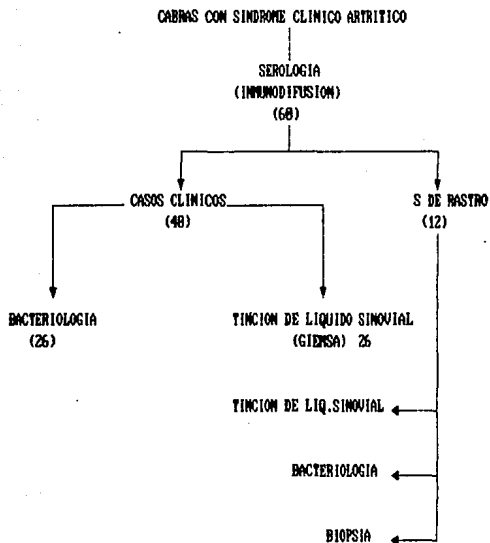 CABRAS CON SINDROME CLINICO ARTRITICO
SEROLOGIA
(INMUNODIFUSION)
(60)
CASOS CLINICOS
(48)
S DE RASTRO
(12)
BACTERIOLOGIA
(26)
TINCION DE LIQUIDO SINOVIAL
(GIEMSA) 26
TINCION DE LIQ.SINOVIAL
BACTERIOLOGIA
BIOPSIA